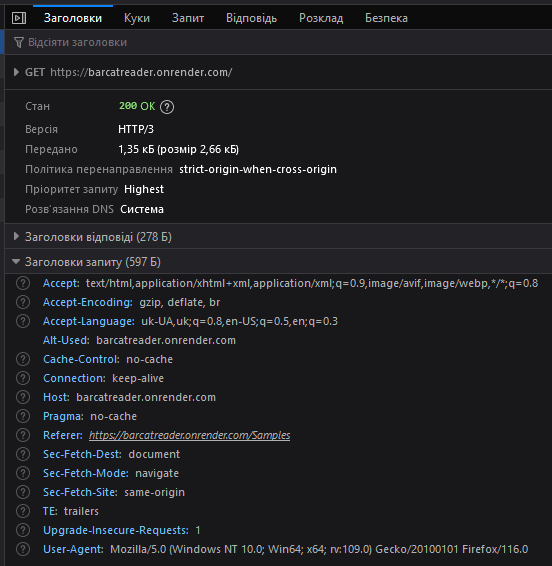 Заголовки Куки Запит Відповідь Розклад Безпека
Відсіяти заголовки
GET https://barcatreader.onrender.com/
Стан 200 OK ?
Версія HTTP/3
Передано 1,35 кБ (розмір 2,66 кБ)
Політика перенаправлення strict-origin-when-cross-origin
Пріоритет запиту Highest
Розв'язання DNS Система
Заголовки відповіді (278 Б)
Заголовки запиту (597 Б)
? Accept: text/html,application/xhtml+xml,application/xml;q=0.9,image/avif,image/webp,*/*;q=0.8
? Accept-Encoding: gzip, deflate, br
? Accept-Language: uk-UA,uk;q=0.8,en-US;q=0.5,en;q=0.3
Alt-Used: barcatreader.onrender.com
? Cache-Control: no-cache
? Connection: keep-alive
? Host: barcatreader.onrender.com
? Pragma: no-cache
? Referer: https://barcatreader.onrender.com/Samples
? Sec-Fetch-Dest: document
? Sec-Fetch-Mode: navigate
? Sec-Fetch-Site: same-origin
? TE: trailers
? Upgrade-Insecure-Requests: 1
? User-Agent: Mozilla/5.0 (Windows NT 10.0; Win64; x64; rv:109.0) Gecko/20100101 Firefox/116.0